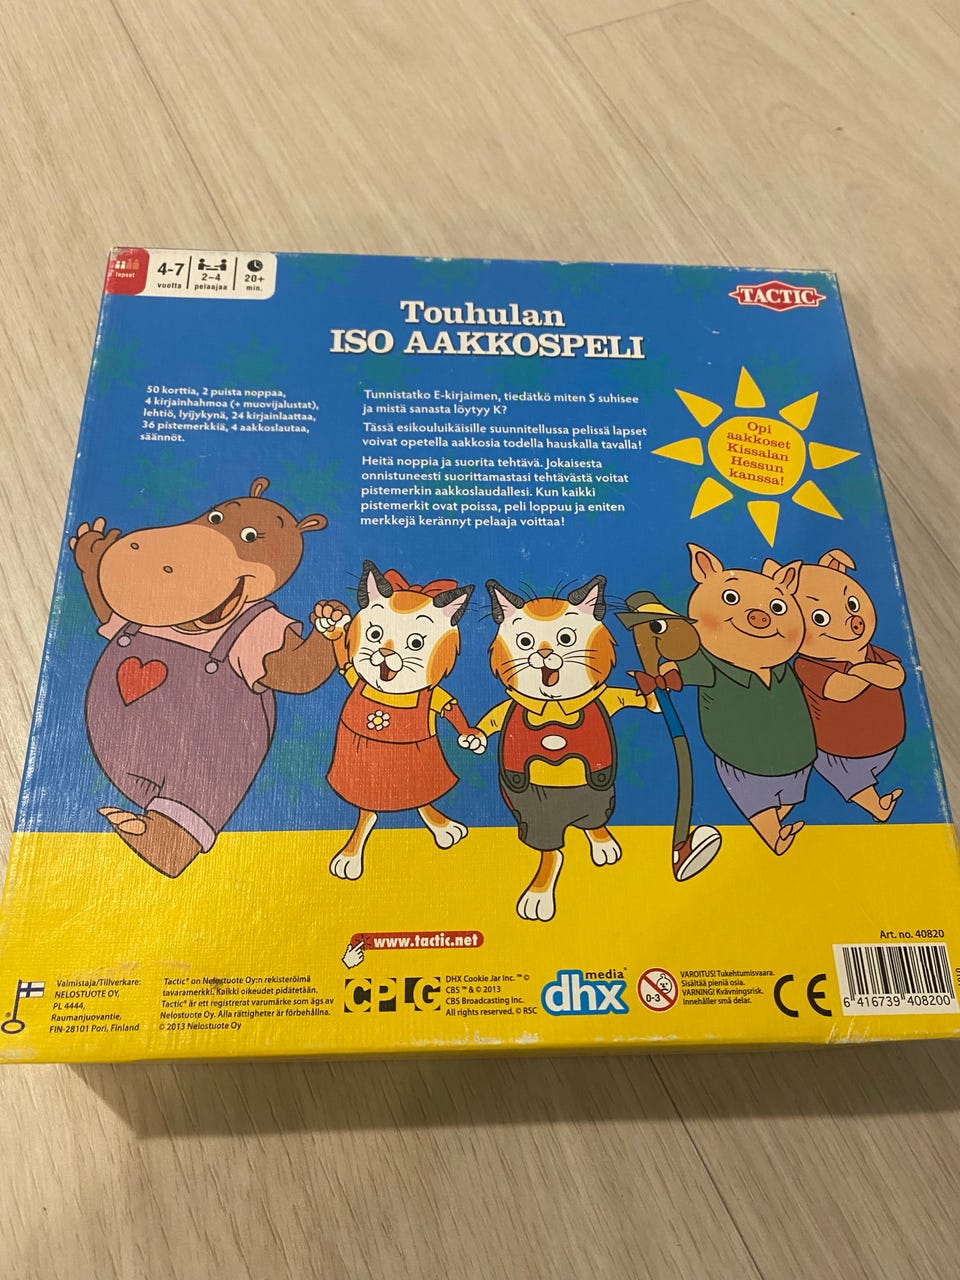 lapset
4-7
vuotta
2-4
pelaajaa
20+
min.
TACTIC
Touhulan
ISO AAKKOSPELI
50 korttia, 2 puista noppaa,
4 kirjainhahmoa (+ muovijalustat),
lehtiö, lyijykynä, 24 kirjainlaattaa,
36 pistemerkkiä, 4 aakkoslautaa,
säännöt.
Tunnistatko E-kirjaimen, tiedätkö miten S suhisee
ja mistä sanasta löytyy K?
Tässä esikouluikäisille suunnitellussa pelissä lapset
voivat opetella aakkosia todella hauskalla tavalla!
Heitä noppia ja suorita tehtävä. Jokaisesta
onnistuneesti suorittamastasi tehtävästä voitat
pistemerkin aakkoslaudallesi. Kun kaikki
pistemerkit ovat poissa, peli loppuu ja eniten
merkkejä kerännyt pelaaja voittaa!
Opi
aakkoset
Kissalan
Hessun
kanssa!
www.tactic.net
Art. no. 40820
Valmistaja/Tillverkare:
NELOSTUOTE OY,
PL 4444,
Raumanjuovantie,
FIN-28101 Pori, Finland
Tactic® on Nelostuote Oy:n rekisteröimä
tavaramerkki. Kaikki oikeudet pidätetään.
Tactic® är ett registrerat varumärke som ägs av
Nelostuote Oy. Alla rättigheter är förbehållna.
© 2013 Nelostuote Oy
CPLG
DHX Cookie Jar Inc. ™ ©
CBS ™ & © 2013
CBS Broadcasting Inc.
All rights reserved. © RSC
dhx media
0-3
VAROITUS! Tukehtumisvaara.
Sisältää pieniä osia.
VARNING! Kvävningsrisk.
Innehåller små delar.
CE
6 416739 408200